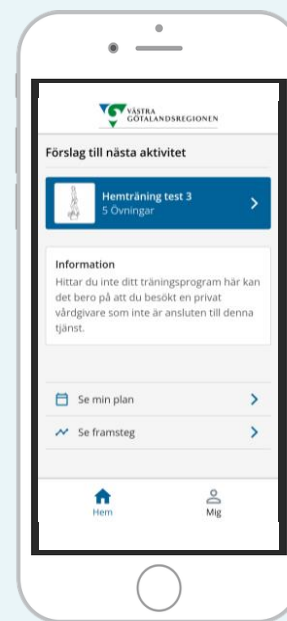 VÄSTRA
GÖTALANDSREGIONEN
Förslag till nästa aktivitet
Hemträning test 3
5 Övningar
Information
Hittar du inte ditt träningsprogram här kan
det bero på att du besökt en privat
vårdgivare som inte är ansluten till denna
tjänst.
Se min plan
Se framsteg
Hem
Mig